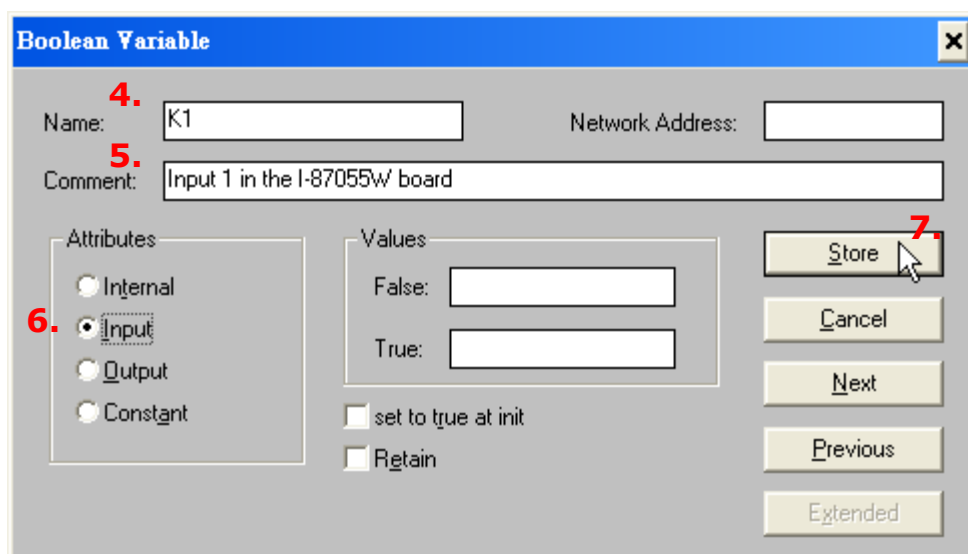 Boolean Variable
4.
Name: K1 Network Address:
5.
Comment: Input 1 in the I-87055W board
Attributes
Internal
6. Input
Output
Constant
Values
False:
True:
set to true at init
Retain
7.
Store
Cancel
Next
Previous
Extended